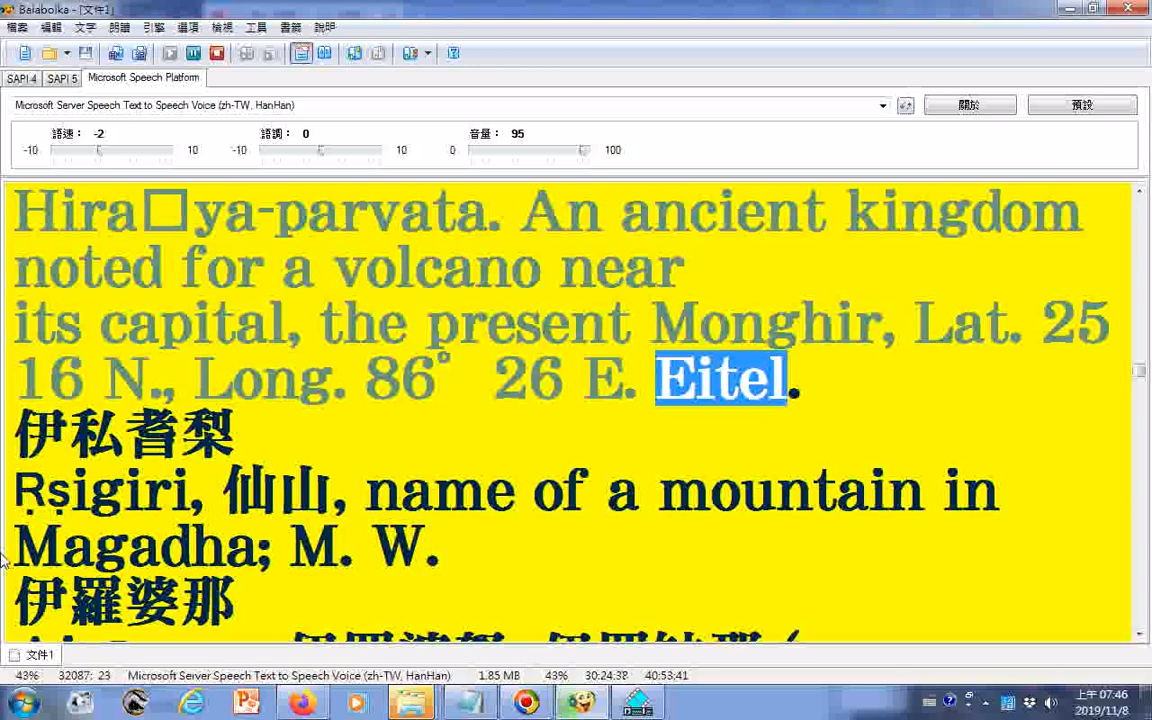 Balabolka - [文件1]
檔案 編輯 文字 朗讀 引擎 選項 檢視 工具 書籤 說明
SAPI 4 SAPI 5 Microsoft Speech Platform
Microsoft Server Speech Text to Speech Voice (zh-TW, HanHan)
關於 預設
語速： -2 語調： 0 音量： 95
-10 10 -10 10 0 100
Hira□ya-parvata. An ancient kingdom
noted for a volcano near
its capital, the present Monghir, Lat. 25
16 N., Long. 86° 26 E. Eitel.
伊私耆梨
Ṛṣigiri, 仙山, name of a mountain in
Magadha; M. W.
伊羅婆那
文件1
43% 32087: 23 Microsoft Server Speech Text to Speech Voice (zh-TW, HanHan) 1.85 MB 43% 30:24:38 40:53:41
上午 07:46
2019/11/8